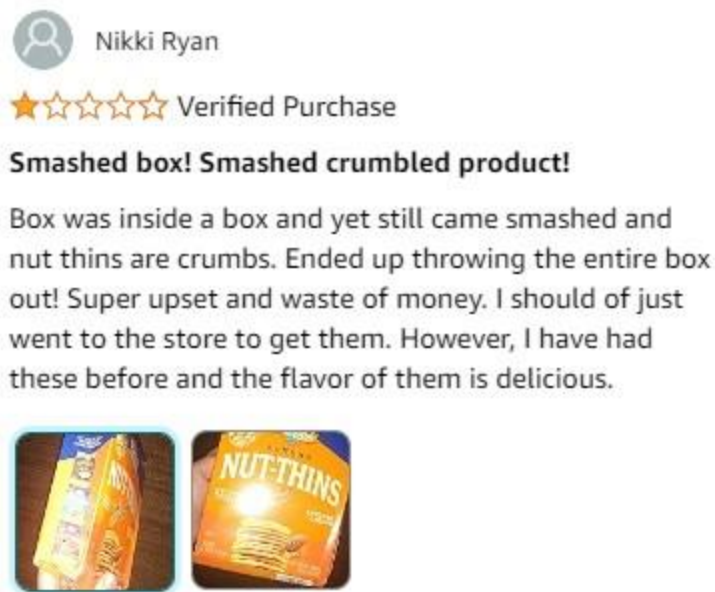 Nikki Ryan
Verified Purchase
Smashed box! Smashed crumbled product!
Box was inside a box and yet still came smashed and
nut thins are crumbs. Ended up throwing the entire box
out! Super upset and waste of money. I should of just
went to the store to get them. However, I have had
these before and the flavor of them is delicious.
NUT-THINS